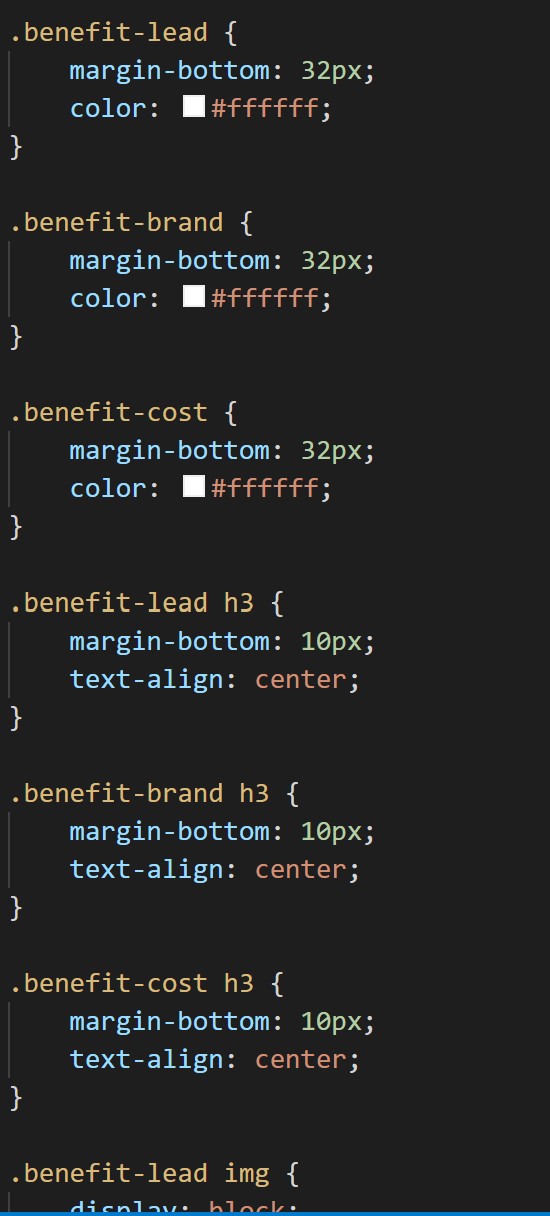 .benefit-lead {
    margin-bottom: 32px;
    color: #ffffff;
}

.benefit-brand {
    margin-bottom: 32px;
    color: #ffffff;
}

.benefit-cost {
    margin-bottom: 32px;
    color: #ffffff;
}

.benefit-lead h3 {
    margin-bottom: 10px;
    text-align: center;
}

.benefit-brand h3 {
    margin-bottom: 10px;
    text-align: center;
}

.benefit-cost h3 {
    margin-bottom: 10px;
    text-align: center;
}

.benefit-lead img {
    display: block;